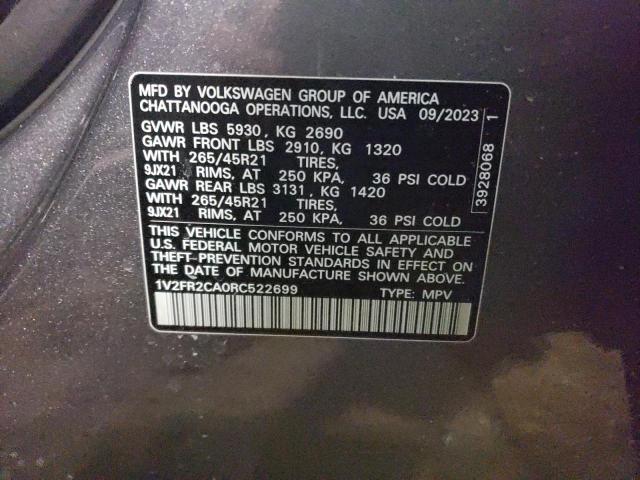 MFD BY VOLKSWAGEN GROUP OF AMERICA
CHATTANOOGA OPERATIONS, LLC. USA 09/2023
GVWR LBS 5930, KG 2690
GAWR FRONT LBS 2910, KG 1320
WITH 265/45R21 TIRES,
9JX21 RIMS, AT 250 KPA, 36 PSI COLD
GAWR REAR LBS 3131, KG 1420
WITH 265/45R21 TIRES,
9JX21 RIMS, AT 250 KPA, 36 PSI COLD
THIS VEHICLE CONFORMS TO ALL APPLICABLE
U.S. FEDERAL MOTOR VEHICLE SAFETY AND
THEFT-PREVENTION STANDARDS IN EFFECT ON
THE DATE OF MANUFACTURE SHOWN ABOVE.
1V2FR2CA0RC522699 TYPE: MPV
3928068 1